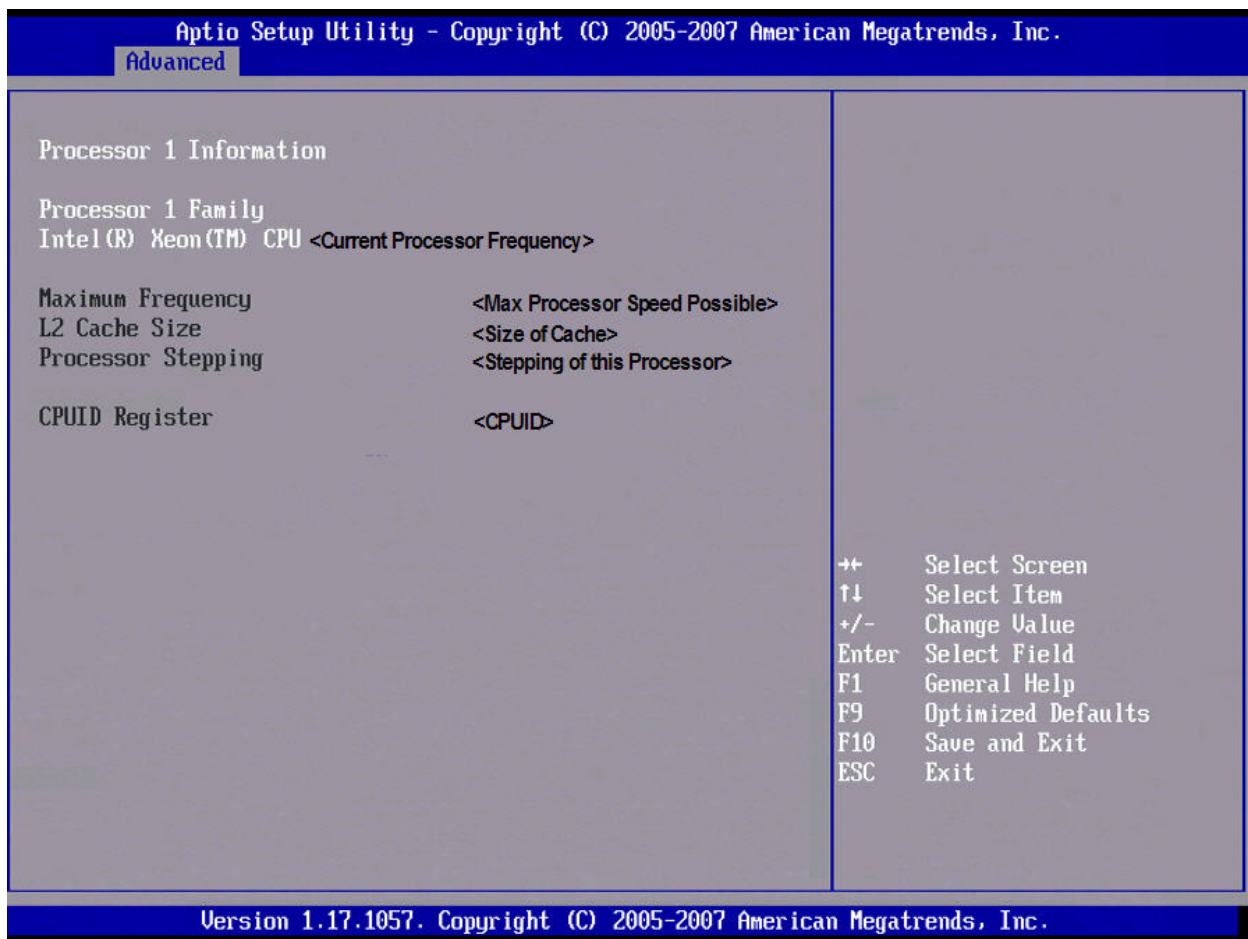 Aptio Setup Utility - Copyright (C) 2005-2007 American Megatrends, Inc.
Advanced
Processor 1 Information
Processor 1 Family
Intel(R) Xeon(TM) CPU <Current Processor Frequency>
Maximum Frequency <Max Processor Speed Possible>
L2 Cache Size <Size of Cache>
Processor Stepping <Stepping of this Processor>
CPUID Register <CPUID>
→← Select Screen
↑↓ Select Item
+/- Change Value
Enter Select Field
F1 General Help
F9 Optimized Defaults
F10 Save and Exit
ESC Exit
Version 1.17.1057. Copyright (C) 2005-2007 American Megatrends, Inc.